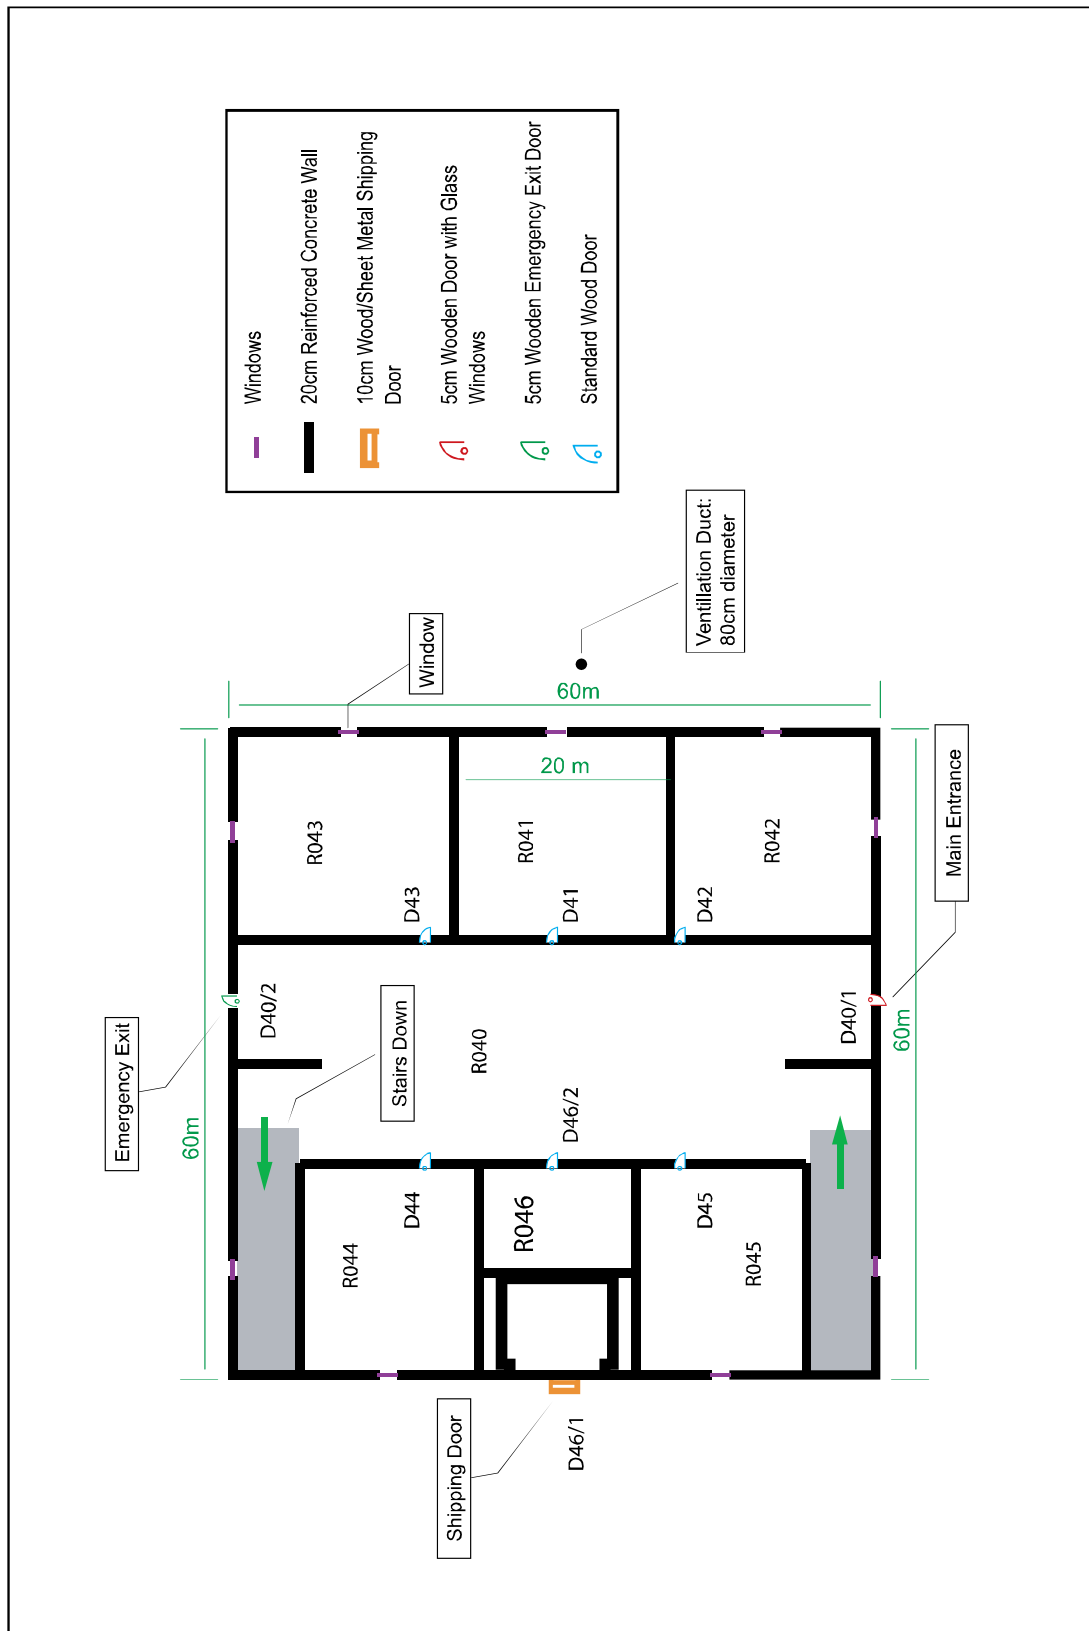 Windows
20cm Reinforced Concrete Wall
10cm Wood/Sheet Metal Shipping
Door
5cm Wooden Door with Glass
Windows
5cm Wooden Emergency Exit Door
Standard Wood Door
Emergency Exit
60m
D40/2
Stairs Down
R043
D43
Window
R044
D44
R040
R041
20 m
60m
Ventillation Duct:
80cm diameter
Shipping Door
D46/1
R046
D46/2
D41
R045
D45
D42
R042
D40/1
60m
Main Entrance